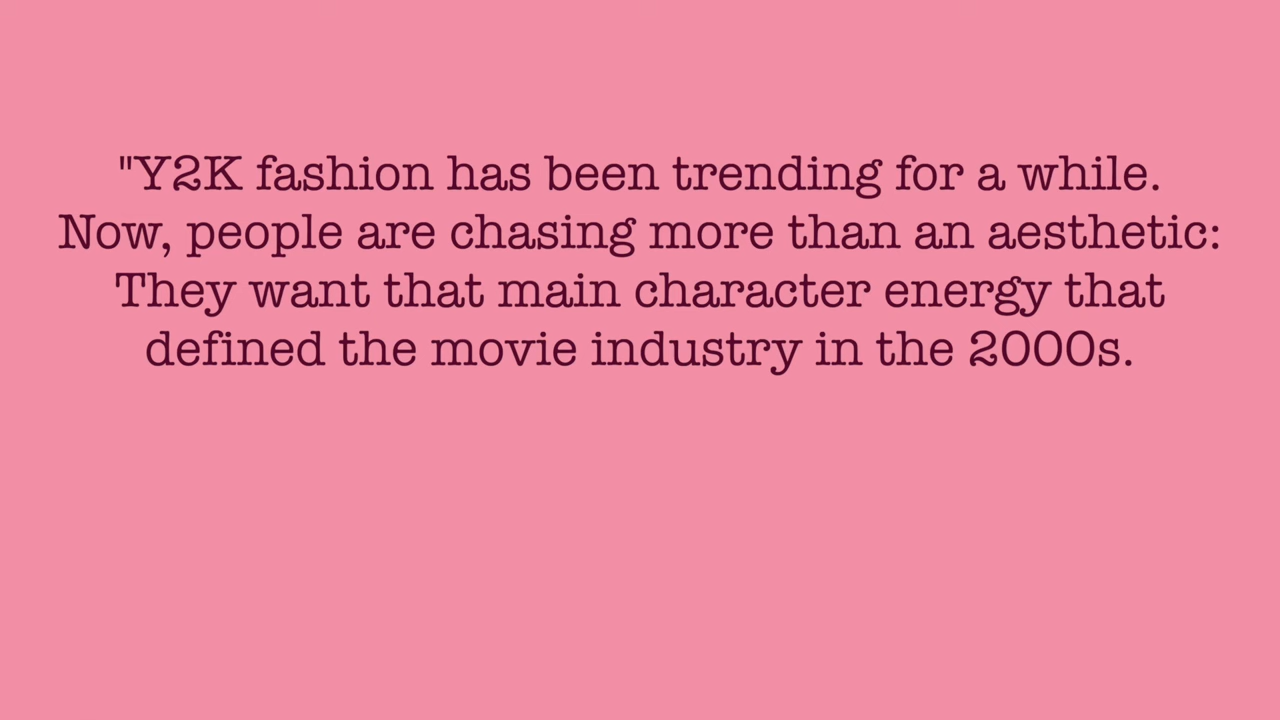 "Y2K fashion has been trending for a while.
Now, people are chasing more than an aesthetic:
They want that main character energy that
defined the movie industry in the 2000s.